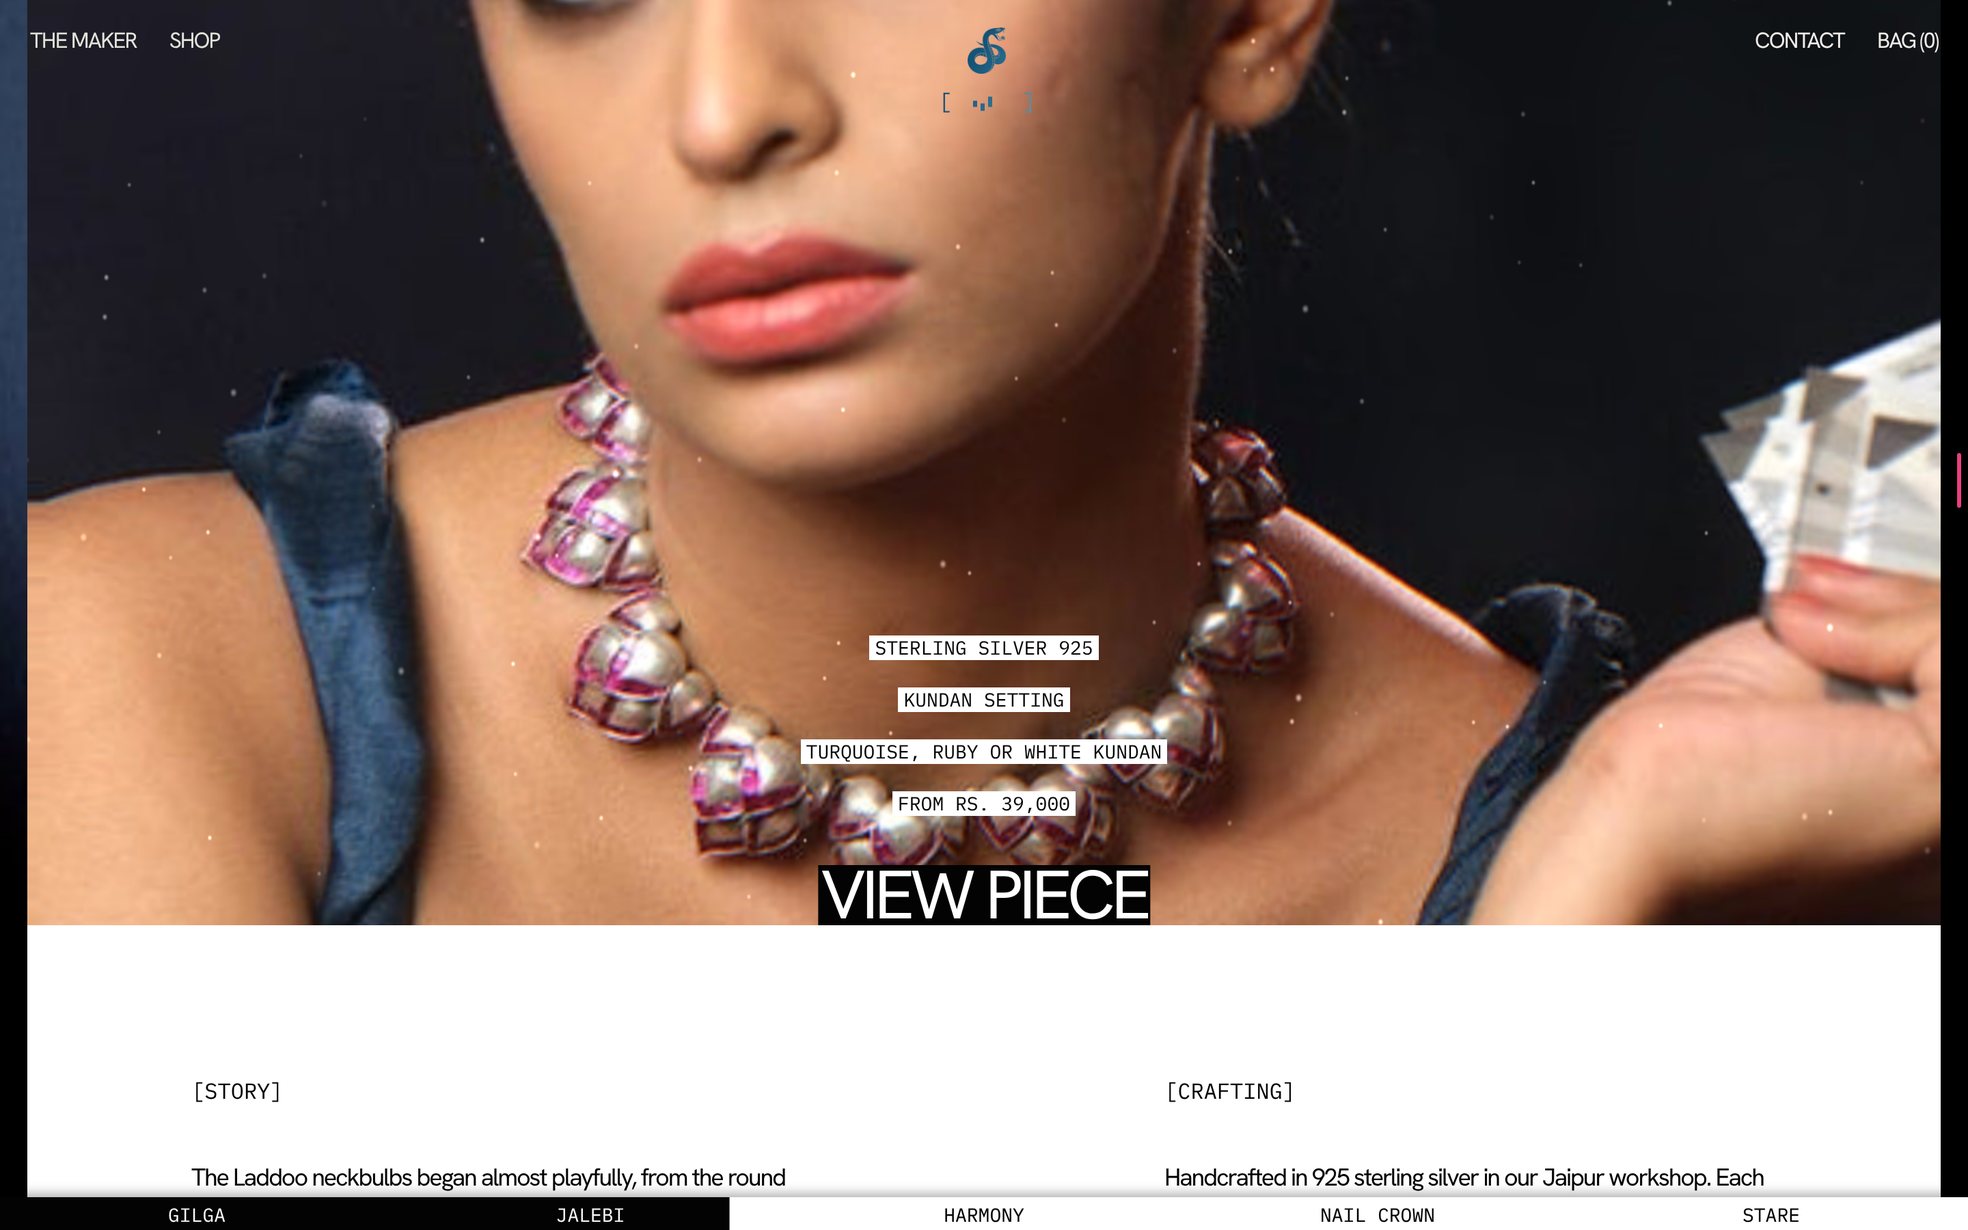 THE MAKER SHOP CONTACT BAG (0)
STERLING SILVER 925
KUNDAN SETTING
TURQUOISE, RUBY OR WHITE KUNDAN
FROM RS. 39,000
VIEW PIECE
[STORY]
The Laddoo neckbulbs began almost playfully, from the round
[CRAFTING]
Handcrafted in 925 sterling silver in our Jaipur workshop. Each
GILGA JALEBI HARMONY NAIL CROWN STARE